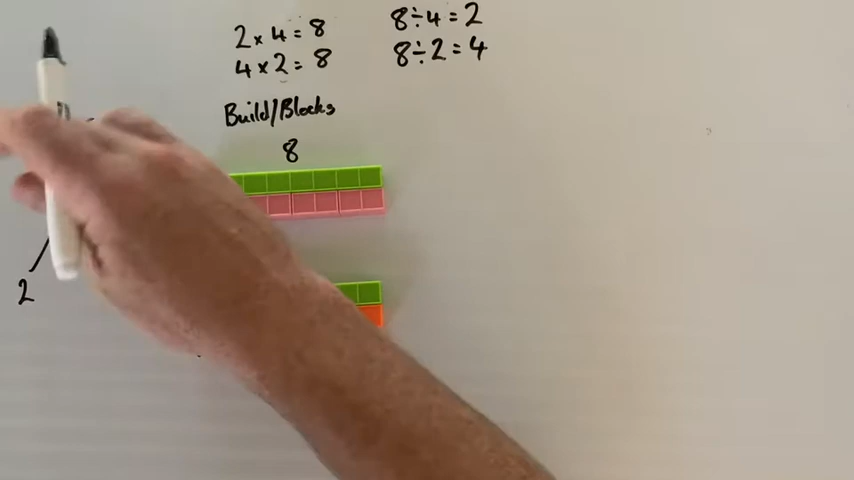 2 × 4 = 8
4 × 2 = 8
8 ÷ 4 = 2
8 ÷ 2 = 4
Build/Blocks
8
2